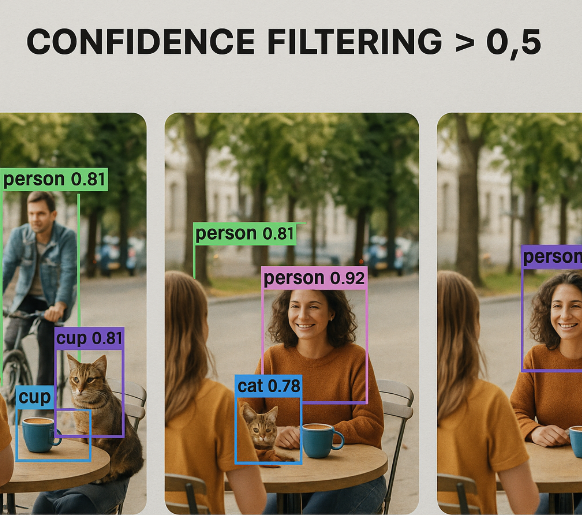 CONFIDENCE FILTERING > 0,5
person 0.81
cup 0.81
cup
person 0.81
person 0.92
cat 0.78
person